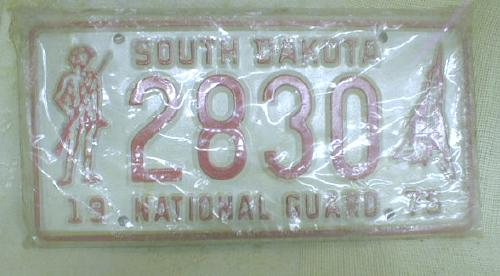 SOUTH DAKOTA
2830
19 NATIONAL GUARD 75